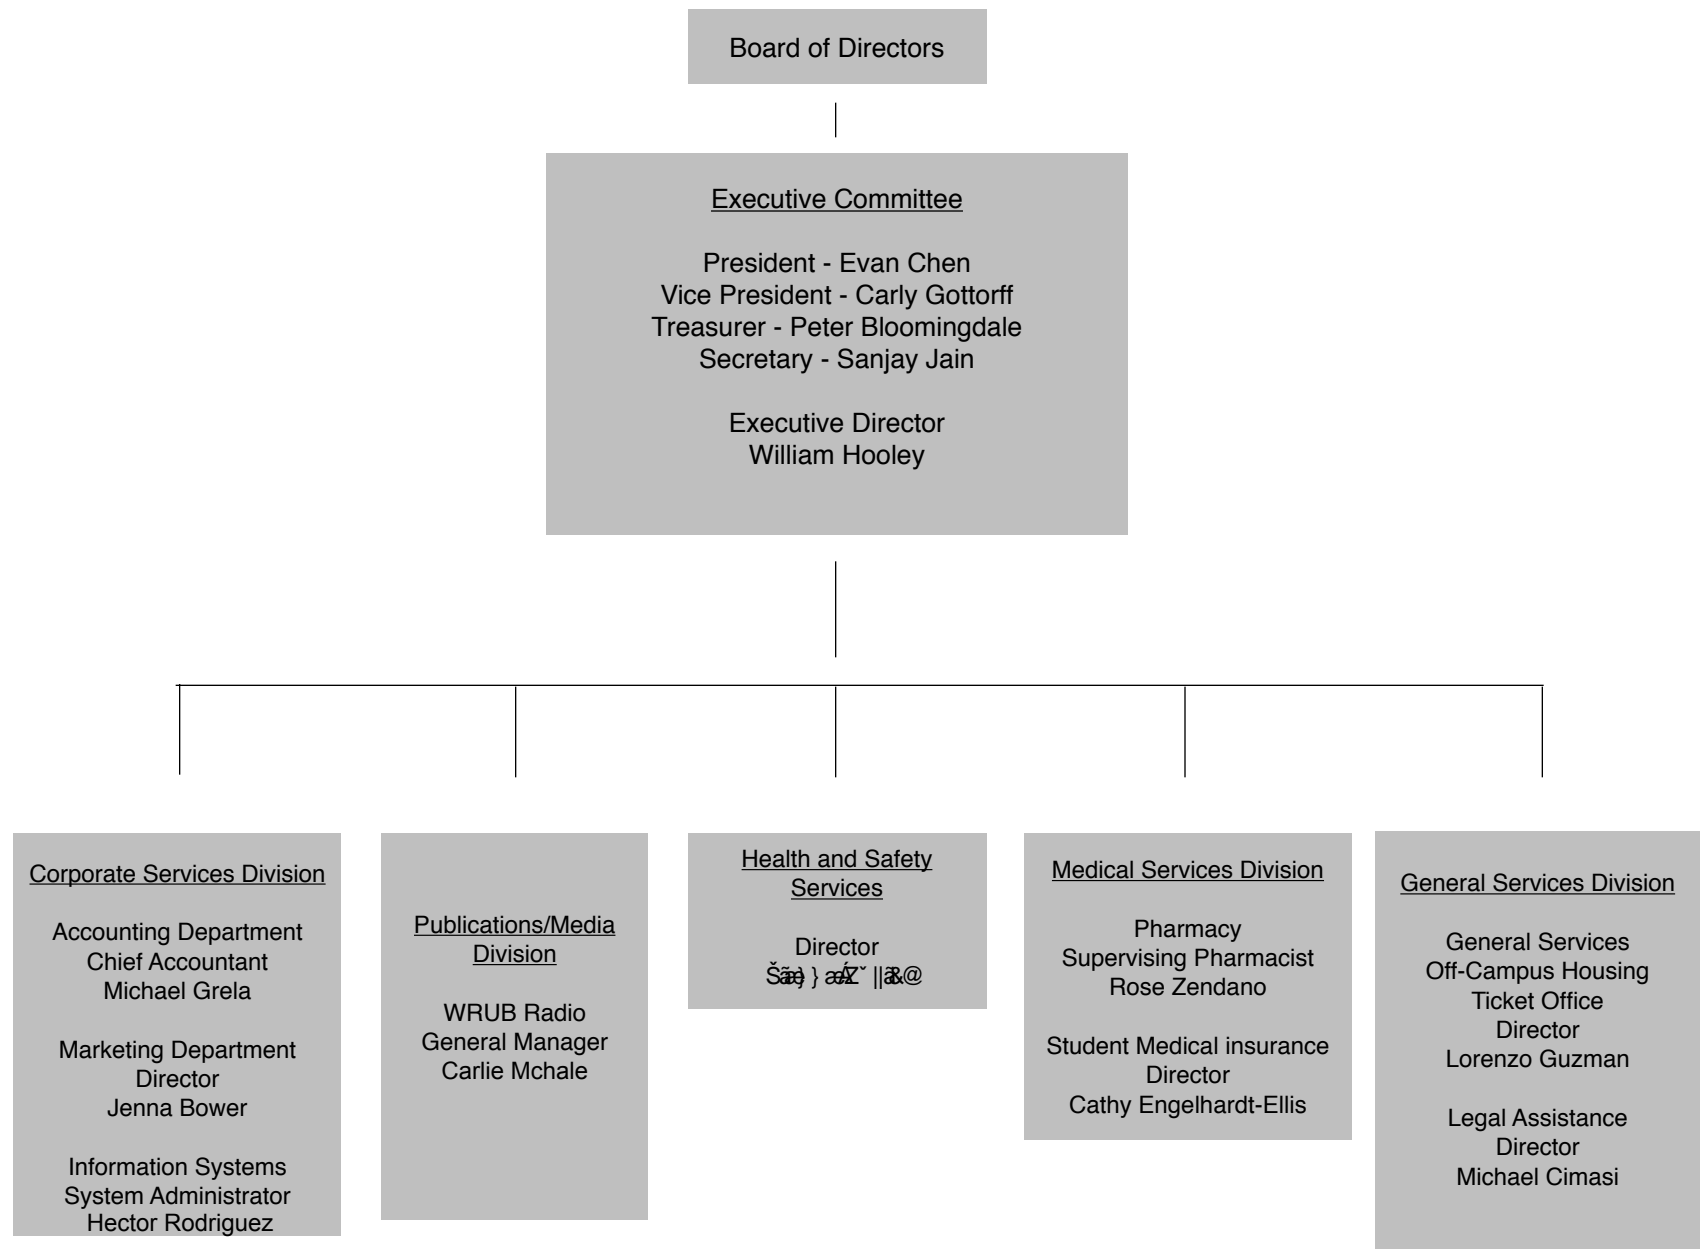 Board of Directors
Executive Committee
President - Evan Chen
Vice President - Carly Gottorff
Treasurer - Peter Bloomingdale
Secretary - Sanjay Jain
Executive Director
William Hooley
Corporate Services Division
Accounting Department
Chief Accountant
Michael Grela
Marketing Department
Director
Jenna Bower
Information Systems
System Administrator
Hector Rodriguez
Publications/Media
Division
WRUB Radio
General Manager
Carlie Mchale
Health and Safety
Services
Director
Medical Services Division
Pharmacy
Supervising Pharmacist
Rose Zendano
Student Medical insurance
Director
Cathy Engelhardt-Ellis
General Services Division
General Services
Off-Campus Housing
Ticket Office
Director
Lorenzo Guzman
Legal Assistance
Director
Michael Cimasi